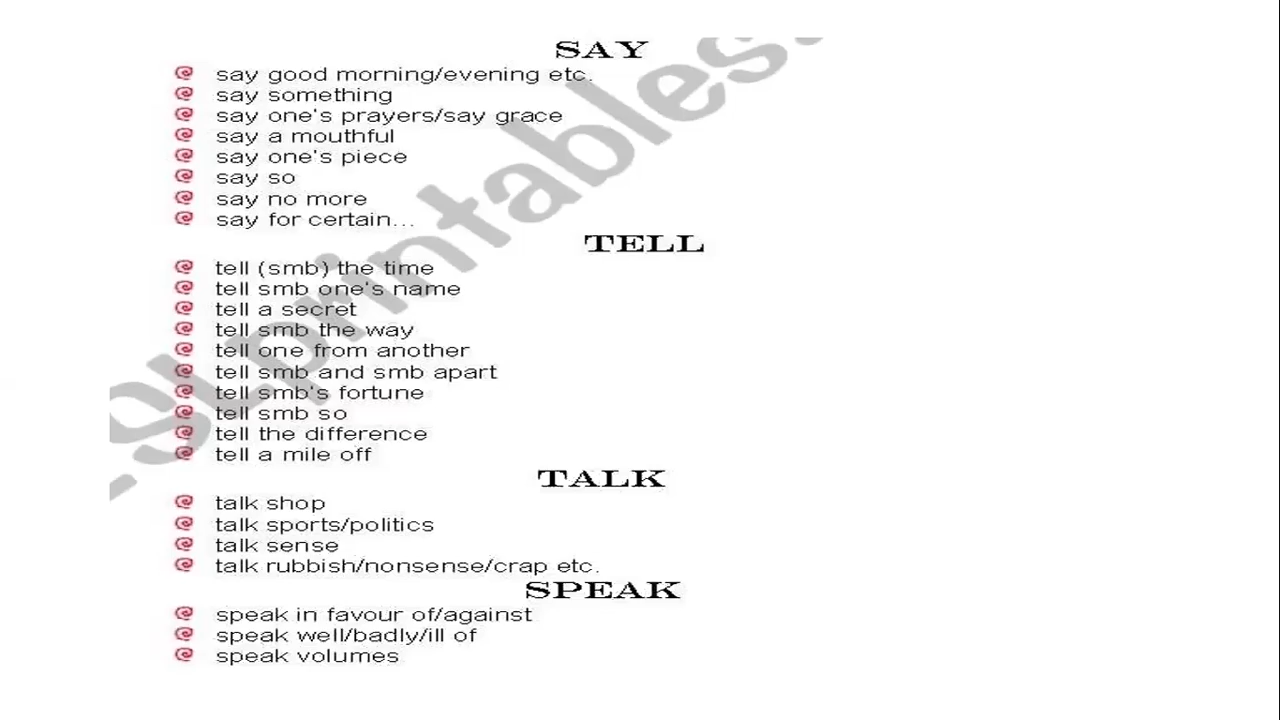 SAY
say good morning/evening etc.
say something
say one's prayers/say grace
say a mouthful
say one's piece
say so
say no more
say for certain...
TELL
tell (smb) the time
tell smb one's name
tell a secret
tell smb the way
tell one from another
tell smb and smb apart
tell smb's fortune
tell smb so
tell the difference
tell a mile off
TALK
talk shop
talk sports/politics
talk sense
talk rubbish/nonsense/crap etc.
SPEAK
speak in favour of/against
speak well/badly/ill of
speak volumes
SLprintables.